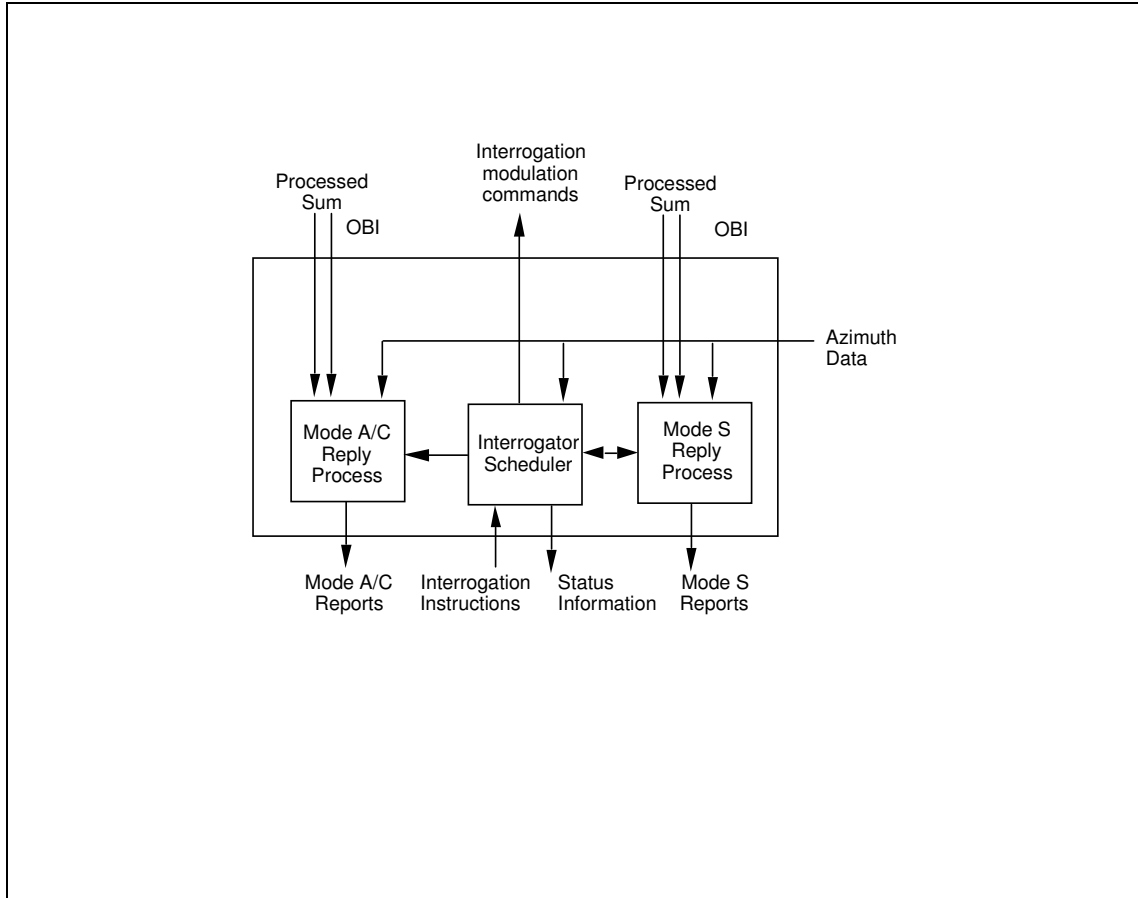 Interrogation
modulation
commands
Processed
Sum
OBI
Processed
Sum
OBI
Azimuth
Data
Mode A/C
Reply
Process
Interrogator
Scheduler
Mode S
Reply
Process
Mode A/C
Reports
Interrogation
Instructions
Status
Information
Mode S
Reports